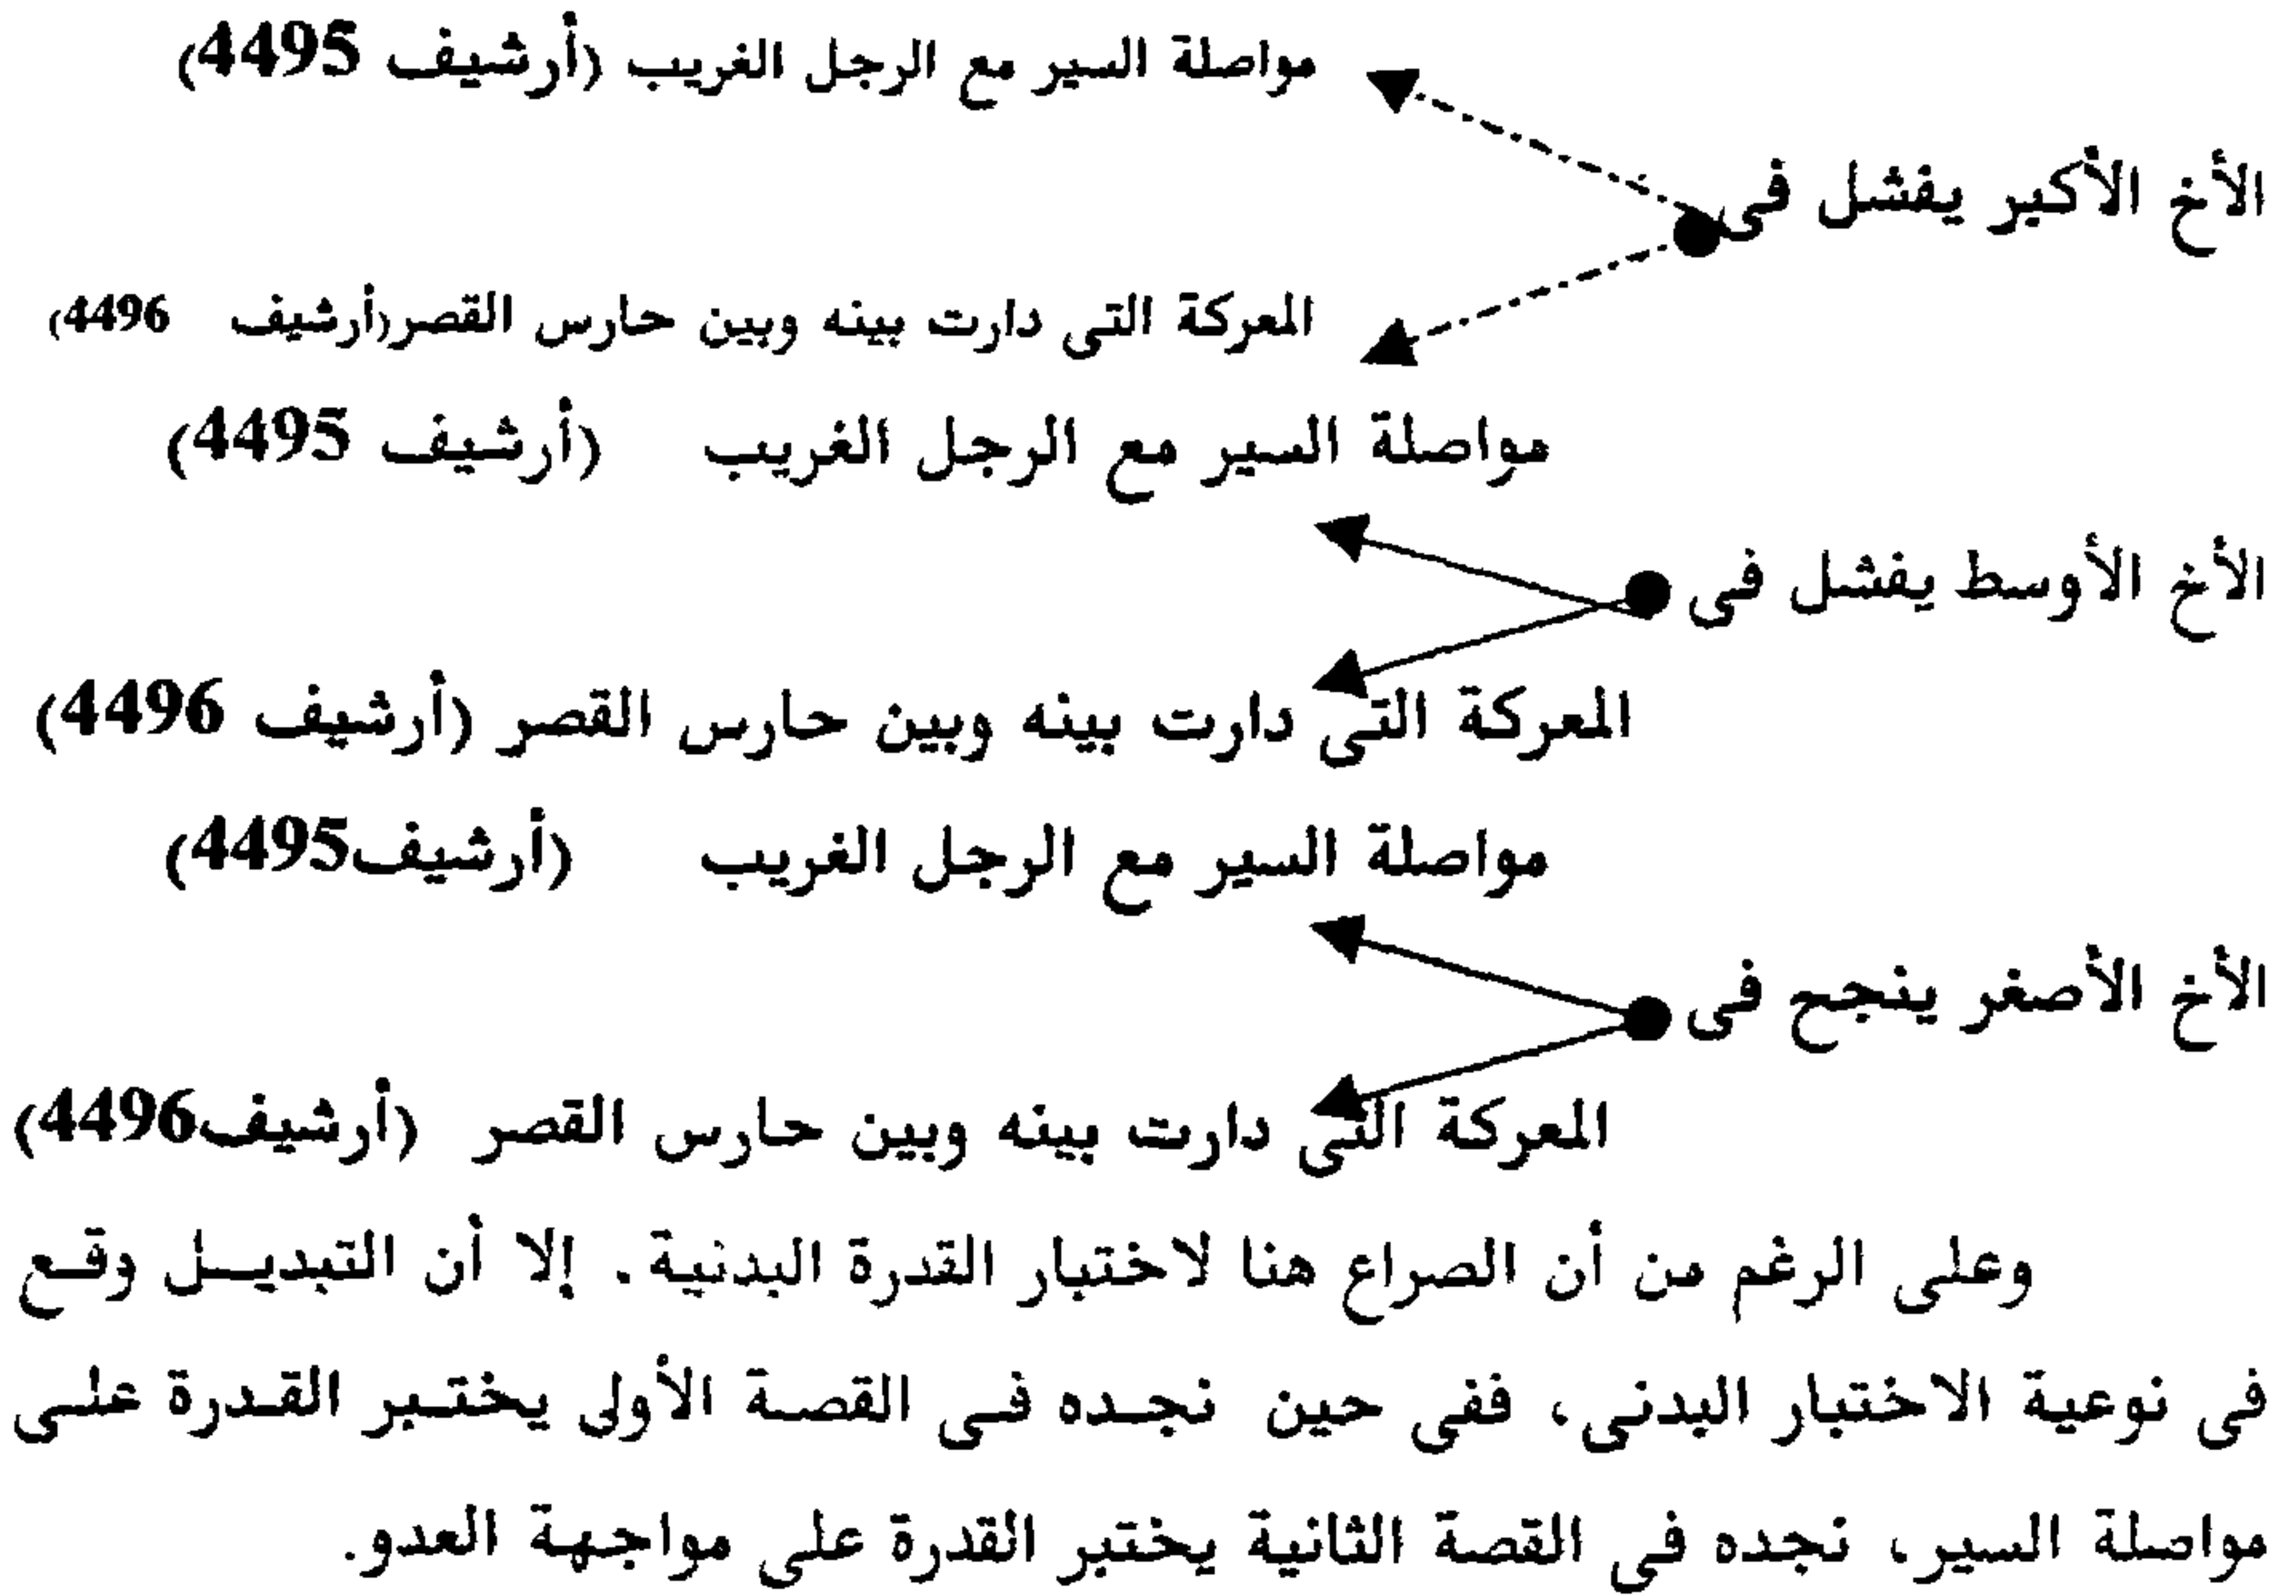 مواصلة السير مع الرجل الغريب (أرشيف 4495)
الأخ الأكبر يفشل فى
المعركة التى دارت بينه وبين حارس القصر(أرشيف 4496)
مواصلة السير مع الرجل الغريب (أرشيف 4495)
الأخ الأوسط يفشل فى
المعركة التى دارت بينه وبين حارس القصر (أرشيف 4496)
مواصلة السير مع الرجل الغريب (أرشيف4495)
الأخ الأصغر ينجح فى
المعركة التى دارت بينه وبين حارس القصر (أرشيف4496)
وعلى الرغم من أن الصراع هنا لاختبار القدرة البدنية. إلا أن التبديل وقع
فى نوعية الاختبار البدنى، ففى حين نجده فى القصة الأولى يختبر القدرة على
مواصلة السير، نجده فى القصة الثانية يختبر القدرة على مواجهة العدو.